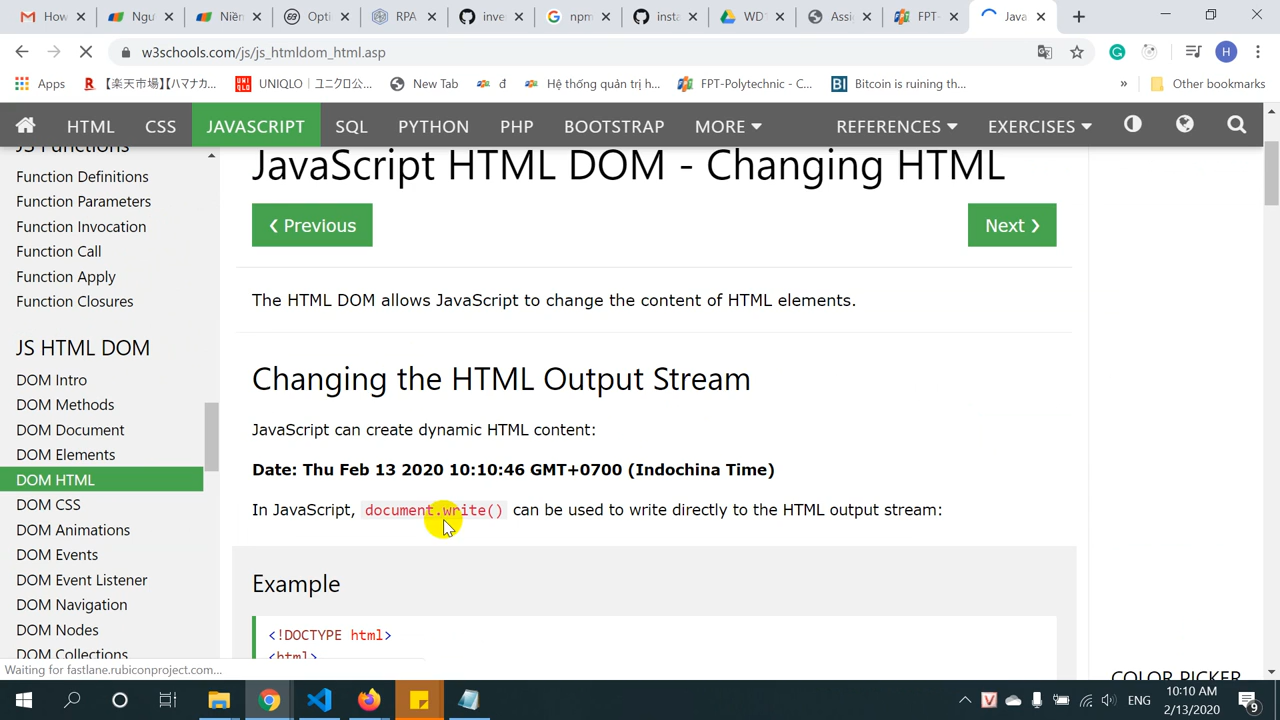 How
Ngu
Niền
Opti
RPA
inve
npm
insta
WD1
Assi
FPT-
Java
w3schools.com/js/js_htmldom_html.asp
H
Apps
【楽天市場】【ハマナカ...
UNIQLO | ユニクロ公...
New Tab
đ
Hệ thống quản trị h...
FPT-Polytechnic - C...
Bitcoin is ruining th...
»
Other bookmarks
HTML CSS JAVASCRIPT SQL PYTHON PHP BOOTSTRAP MORE REFERENCES EXERCISES
JS Functions
Function Definitions
Function Parameters
Function Invocation
Function Call
Function Apply
Function Closures
JS HTML DOM
DOM Intro
DOM Methods
DOM Document
DOM Elements
DOM HTML
DOM CSS
DOM Animations
DOM Events
DOM Event Listener
DOM Navigation
DOM Nodes
DOM Collections
JavaScript HTML DOM - Changing HTML
❮ Previous
Next ❯
The HTML DOM allows JavaScript to change the content of HTML elements.
Changing the HTML Output Stream
JavaScript can create dynamic HTML content:
Date: Thu Feb 13 2020 10:10:46 GMT+0700 (Indochina Time)
In JavaScript, document.write() can be used to write directly to the HTML output stream:
Example
<!DOCTYPE html>
<html>
COLOR PICKER
Waiting for fastlane.rubiconproject.com...
ENG
10:10 AM
2/13/2020
9